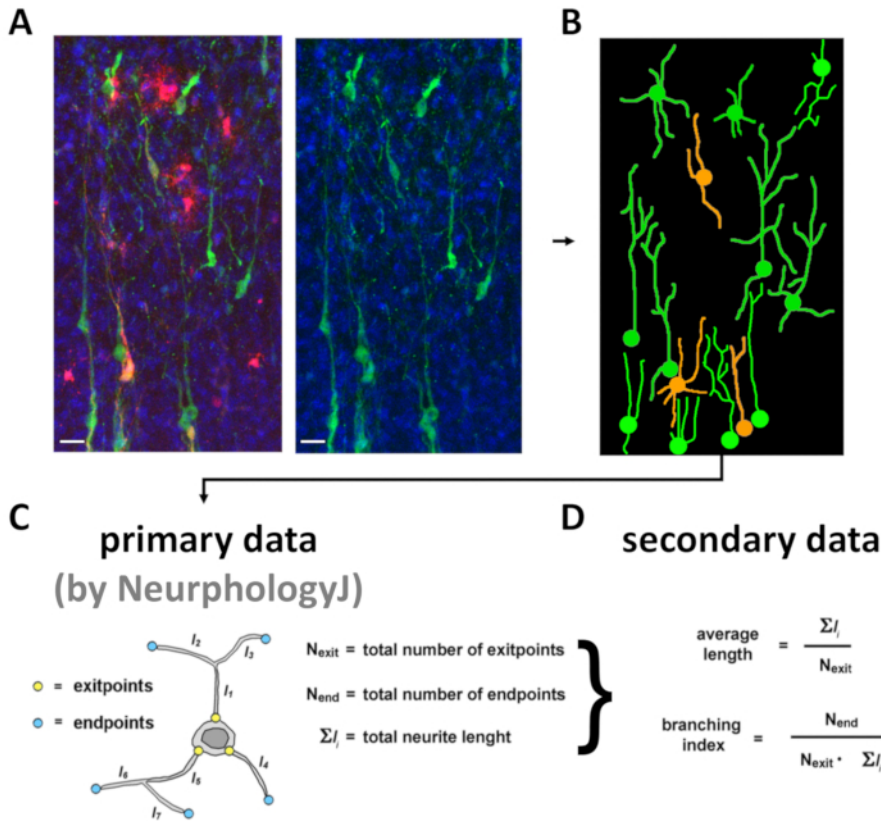 A
B
C
primary data
(by NeurphologyJ)
l2
l3
l1
= exitpoints
= endpoints
l6
l5
l4
l7
Nexit = total number of exitpoints
Nend = total number of endpoints
Σli = total neurite lenght
}
D
secondary data
average
length
=
Σli
Nexit
branching
index
=
Nend
Nexit · Σli